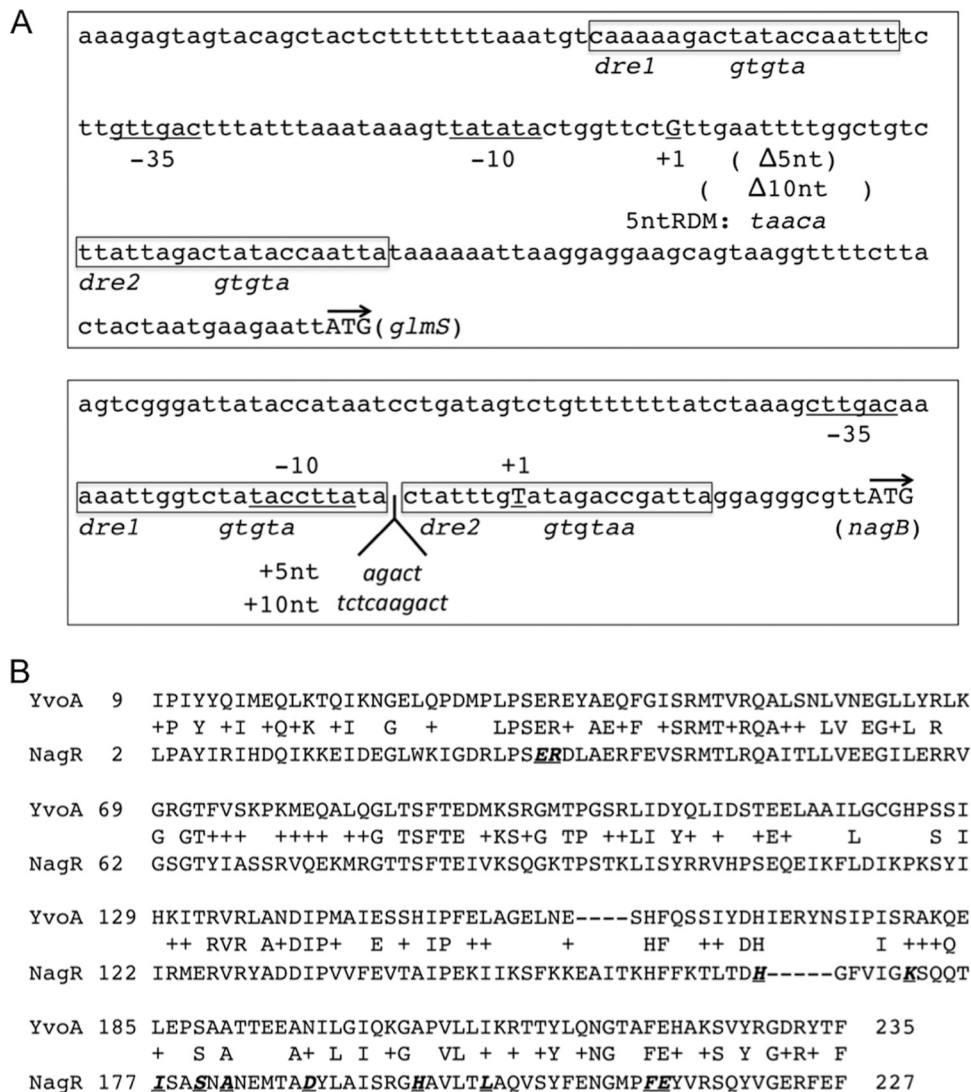 A
aaagagtagtacagctactctttttttaaatgtcaaaaagactataccaattttc
dre1 gtgta
ttgttgactttatttaaataaagttatatactggttctGttgaattttggctgtc
-35 -10 +1 ( Δ5nt)
( Δ10nt )
5ntRDM: taaca
ttattagactataccaattataaaaaattaaggaggaagcagtaaggttttctta
dre2 gtgta
ctactaatgaagaattATG(glmS)
agtcgggattataccataatcctgatagtctgtttttttatctaaagcttgacaa
-35
-10 +1
aaattggtctataccttata ctatttgTatagaccgattaggagggcgttATG
dre1 gtgta dre2 gtgtaa (nagB)
+5nt agact
+10nt tctcaagact
B
YvoA 9 IPIYYQIMEQLKTQIKNGELQPDMPLPSEREYAEQFGISRMTVRQALSNLVNEGLLYRLK
+P Y +I +Q+K +I G + LPSER+ AE+F +SRMT+RQA++ LV EG+L R
NagR 2 LPAYIRIHDQIKKEIDEGLWKIGDRLPSERDLAERFEVSRMTLRQAITLLVEEGILERRV
YvoA 69 GRGTFVSKPKMEQALQGLTSFTEDMKSRGMTPGSRLIDYQLIDSTEELAAILGCGHPSSI
G GT+++ ++++ ++G TSFTE +KS+G TP ++LI Y+ + +E+ L S I
NagR 62 GSGTYIASSRVQEKMRGTTSFTEIVKSQGKTPSTKLISYRRVHPSEQEIKFLDIKPKSYI
YvoA 129 HKITRVRLANDIPMAIESSHIPFELAGELNE----SHFQSSIYDHIERYNSIPISRAKQE
++ RVR A+DIP+ E + IP ++ + HF ++ DH I +++Q
NagR 122 IRMERVRYADDIPVVFEVTAIPEKIIKSFKKEAITKHFFKTLTDH-----GFVIGKSQQT
YvoA 185 LEPSAATTEEANILGIQKGAPVLLIKRTTYLQNGTAFEHAKSVYRGDRYTF 235
+ S A A+ L I +G VL + + +Y +NG FE+ +S Y G+R+ F
NagR 177 ISASNANEMTADYLAISRGHAVLTLAQVSYFENGMPFEYVRSQYVGERFEF 227